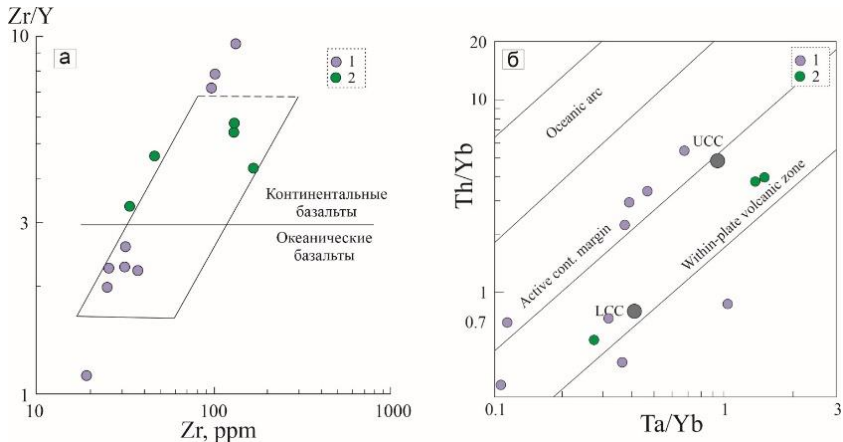 Zr/Y
10
а
1
2
3
Континентальные
базальты
Океанические
базальты
1
10
100
1000
Zr, ppm
20
б
1
2
Oceanic arc
10
UCC
Th/Yb
Active cont. margin
Within-plate volcanic zone
1
0.7
LCC
0.1
1
3
Ta/Yb